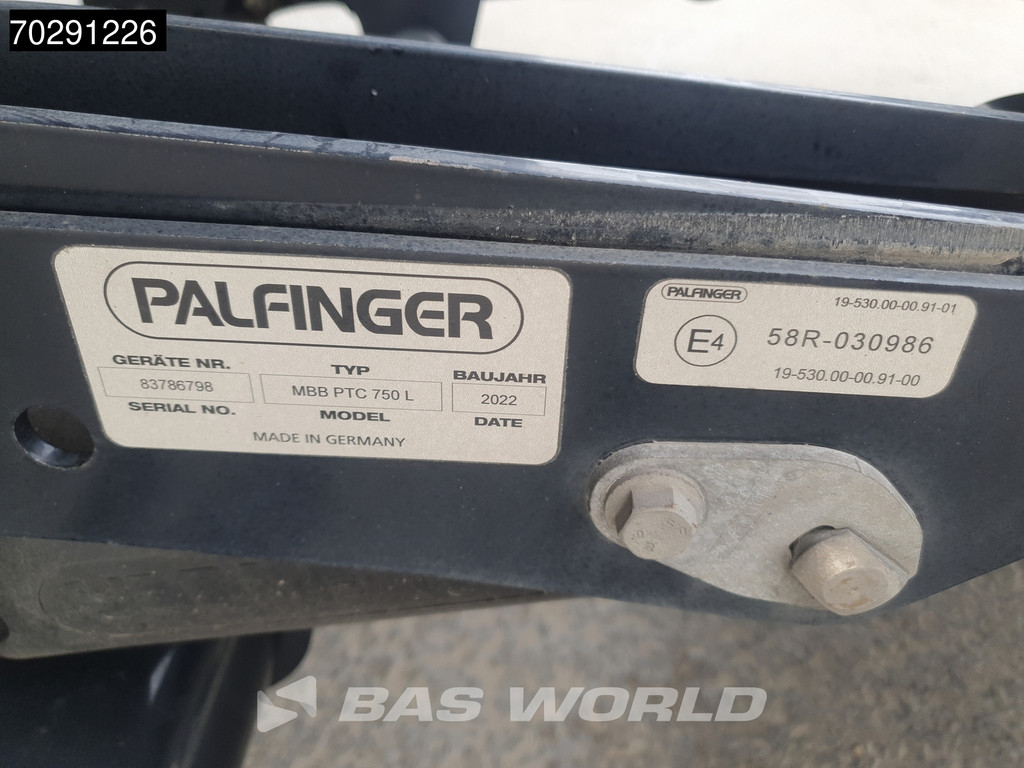 70291226
PALFINGER
GERÄTE NR. TYP BAUJAHR
83786798 MBB PTC 750 L 2022
SERIAL NO. MODEL DATE
MADE IN GERMANY
PALFINGER 19-530.00-00.91-01
E4 58R-030986
19-530.00-00.91-00
BAS WORLD